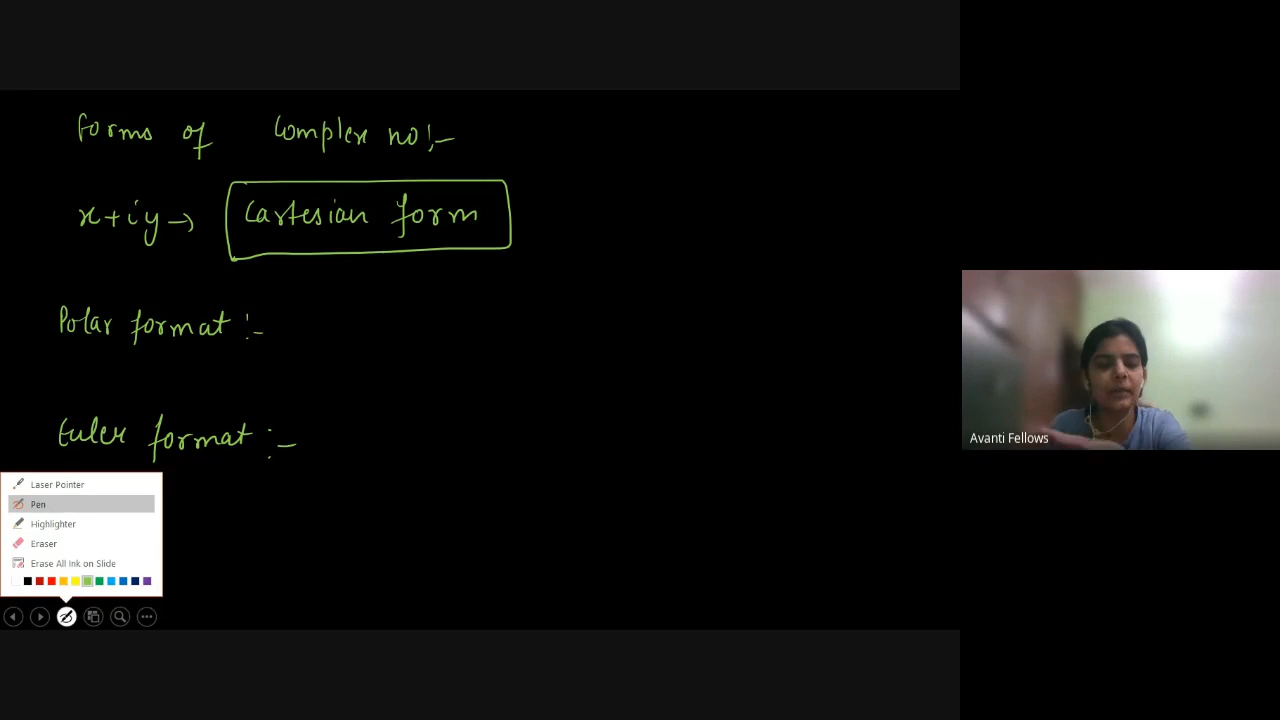 Forms of Complex no:-
x+iy→ Cartesian form
Polar format :-
Euler format :-
Laser Pointer
Pen
Highlighter
Eraser
Erase All Ink on Slide
Avanti Fellows